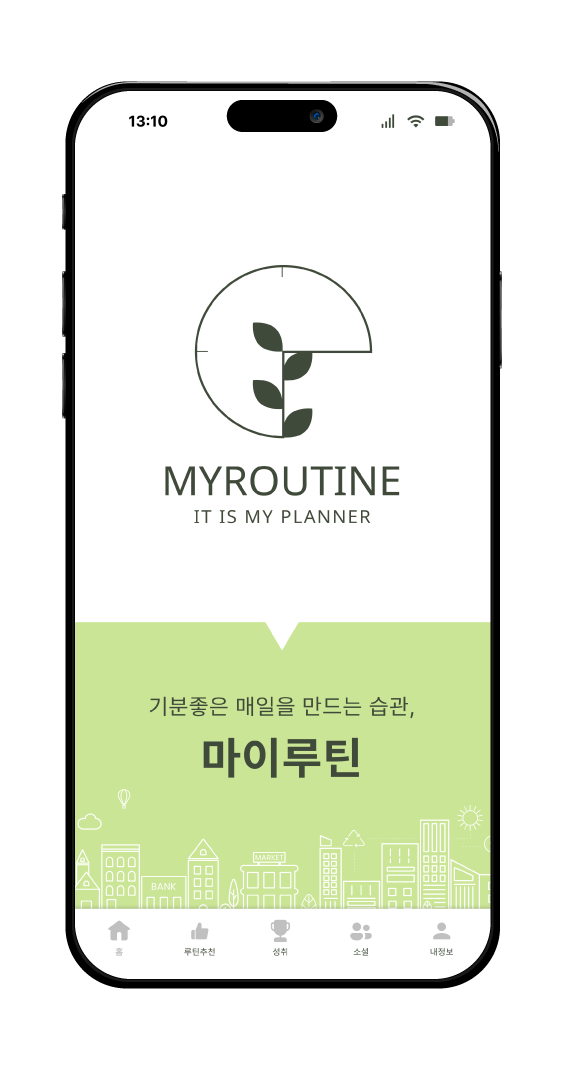 13:10
MYROUTINE
IT IS MY PLANNER
기분좋은 매일을 만드는 습관,
마이루틴
MARKET
BANK
홈
루틴추천
성취
소셜
내정보